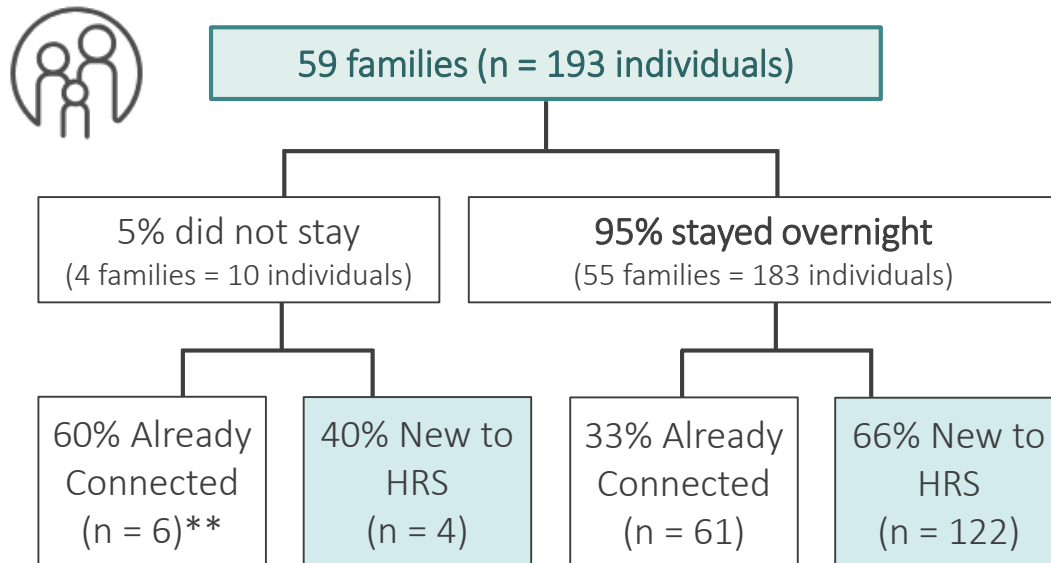 59 families (n = 193 individuals)
5% did not stay
(4 families = 10 individuals)
95% stayed overnight
(55 families = 183 individuals)
60% Already
Connected
(n = 6)**
40% New to
HRS
(n = 4)
33% Already
Connected
(n = 61)
66% New to
HRS
(n = 122)